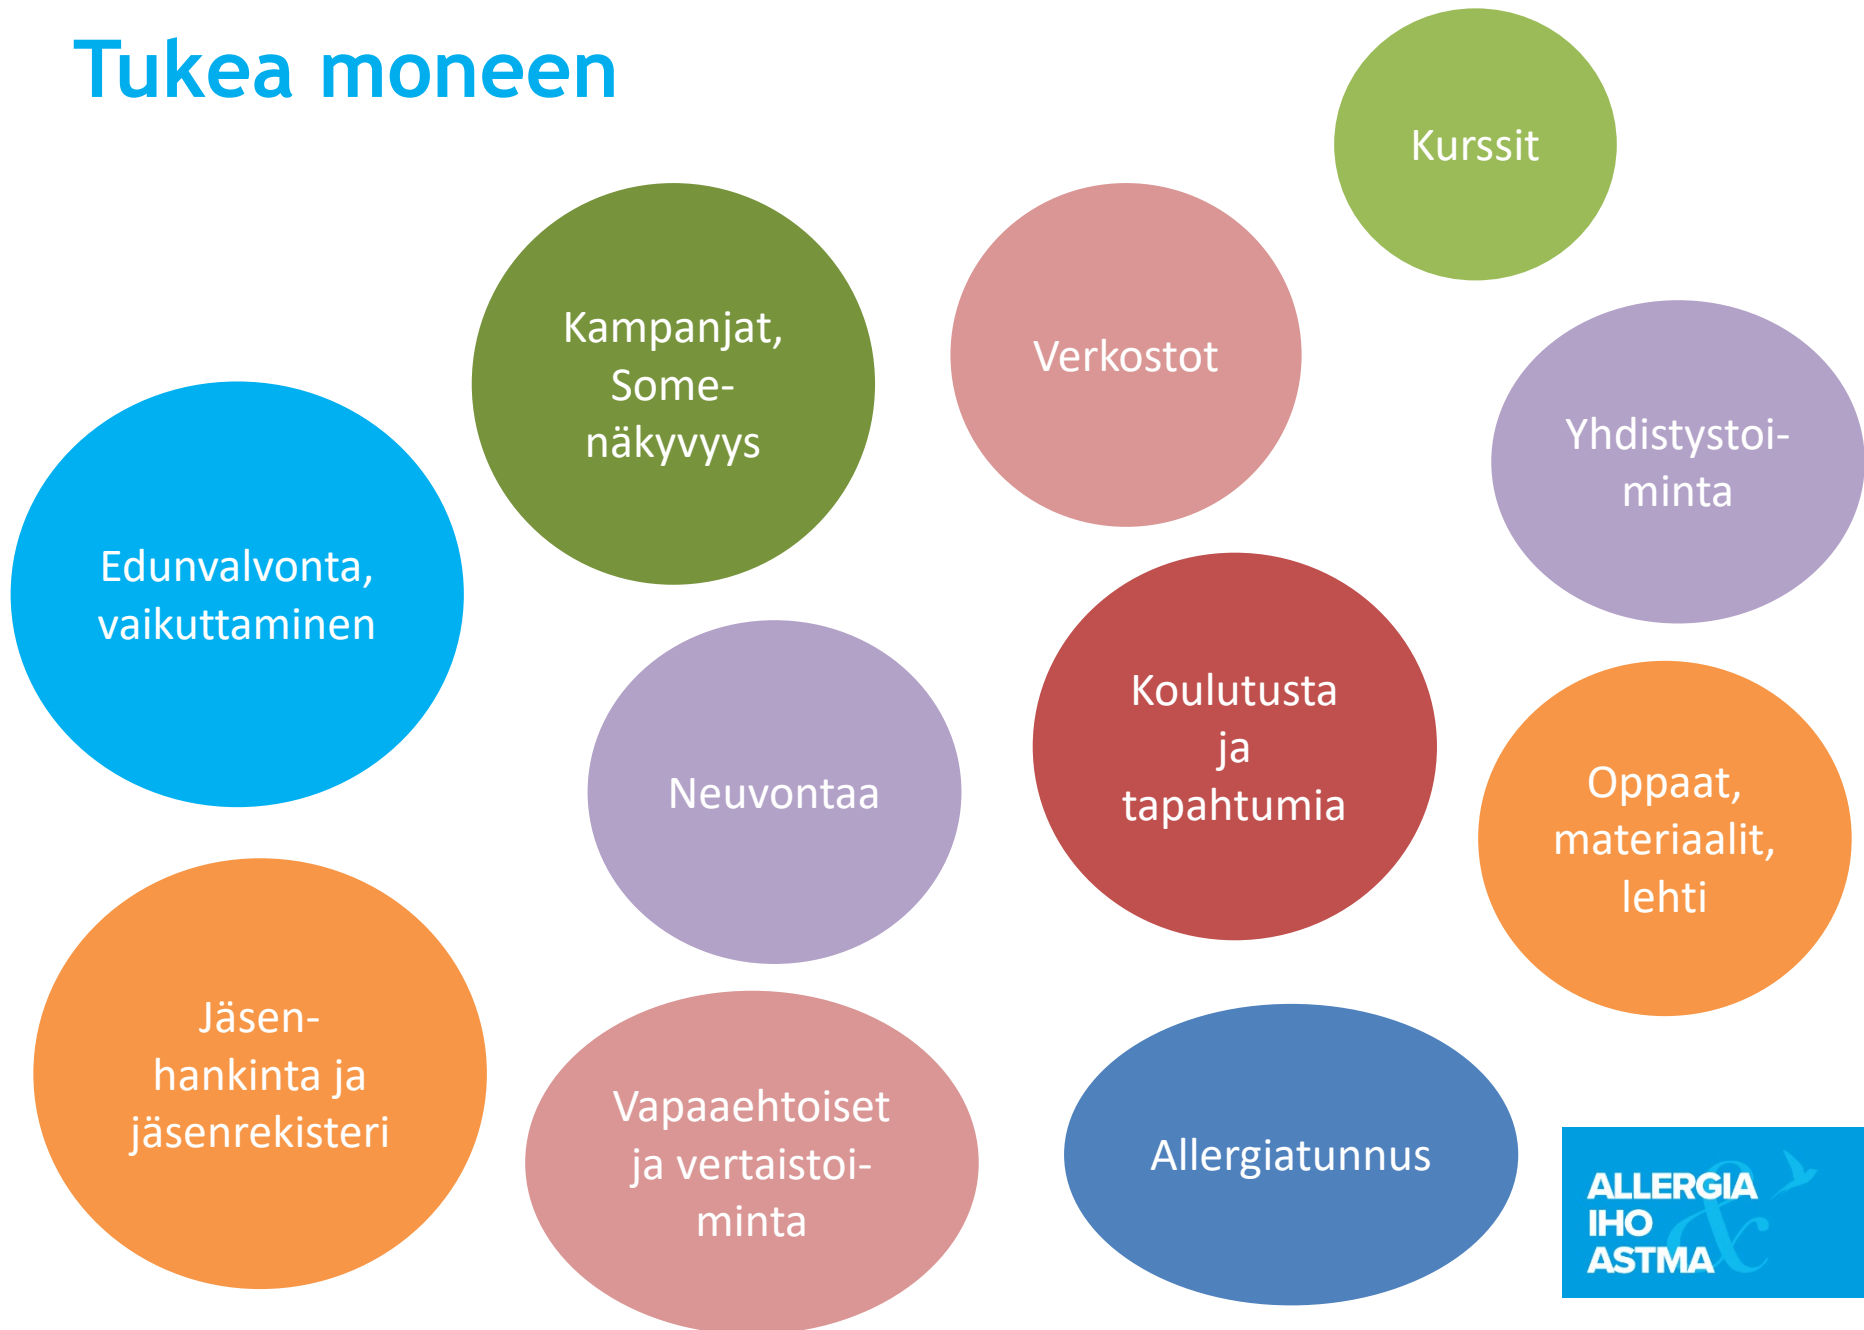 Tukea moneen
Kurssit
Kampanjat,
Some-
näkyvyys
Verkostot
Yhdistystoi-
minta
Edunvalvonta,
vaikuttaminen
Neuvontaa
Koulutusta
ja
tapahtumia
Oppaat,
materiaalit,
lehti
Jäsen-
hankinta ja
jäsenrekisteri
Vapaaehtoiset
ja vertaistoi-
minta
Allergiatunnus
ALLERGIA
IHO &
ASTMA